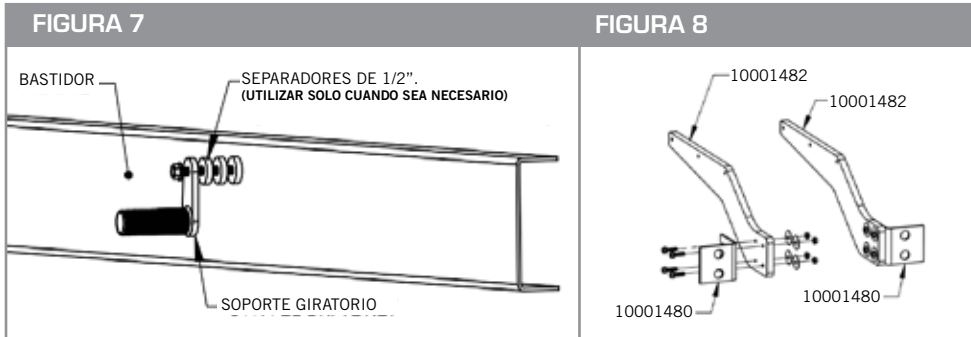 FIGURA 7
BASTIDOR
SEPARADORES DE 1/2”.
(UTILIZAR SOLO CUANDO SEA NECESARIO)
SOPORTE GIRATORIO
FIGURA 8
10001482
10001482
10001480
10001480